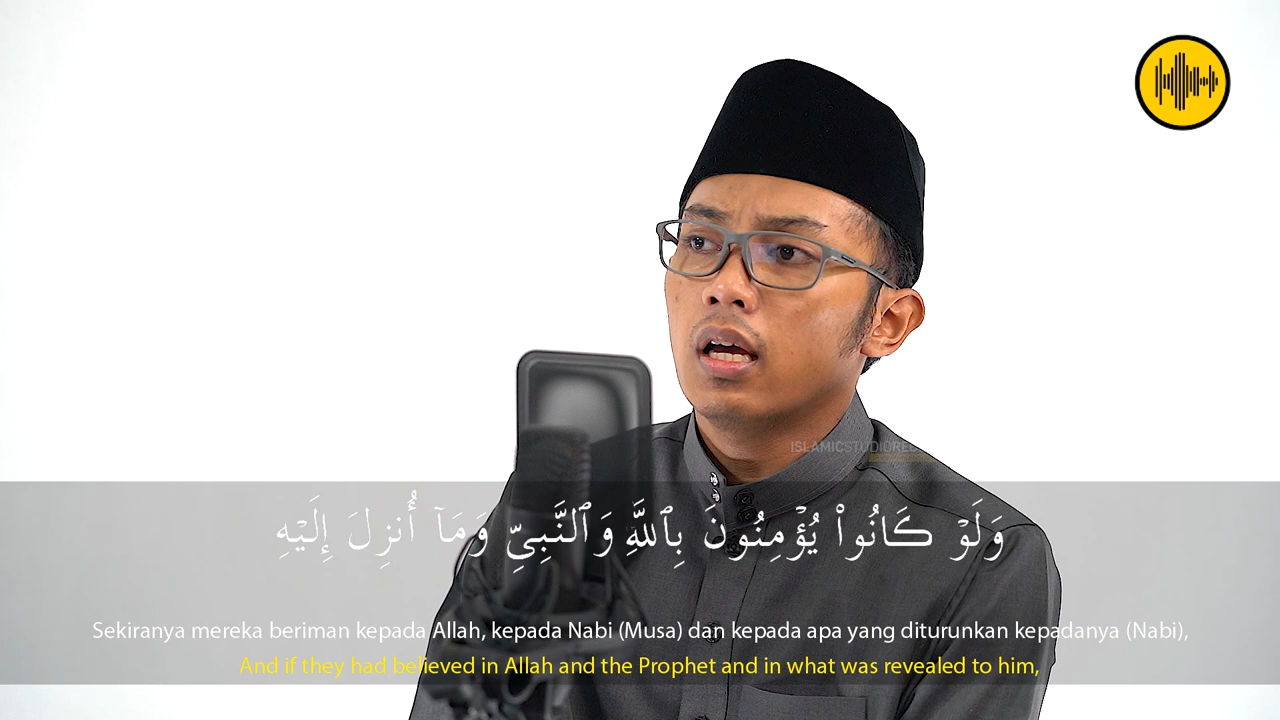 ISLAMICSTUDIOREC
وَلَوْ كَانُوا۟ يُؤْمِنُونَ بِٱللَّهِ وَٱلنَّبِىِّ وَمَآ أُنزِلَ إِلَيْهِ
Sekiranya mereka beriman kepada Allah, kepada Nabi (Musa) dan kepada apa yang diturunkan kepadanya (Nabi),
And if they had believed in Allah and the Prophet and in what was revealed to him,